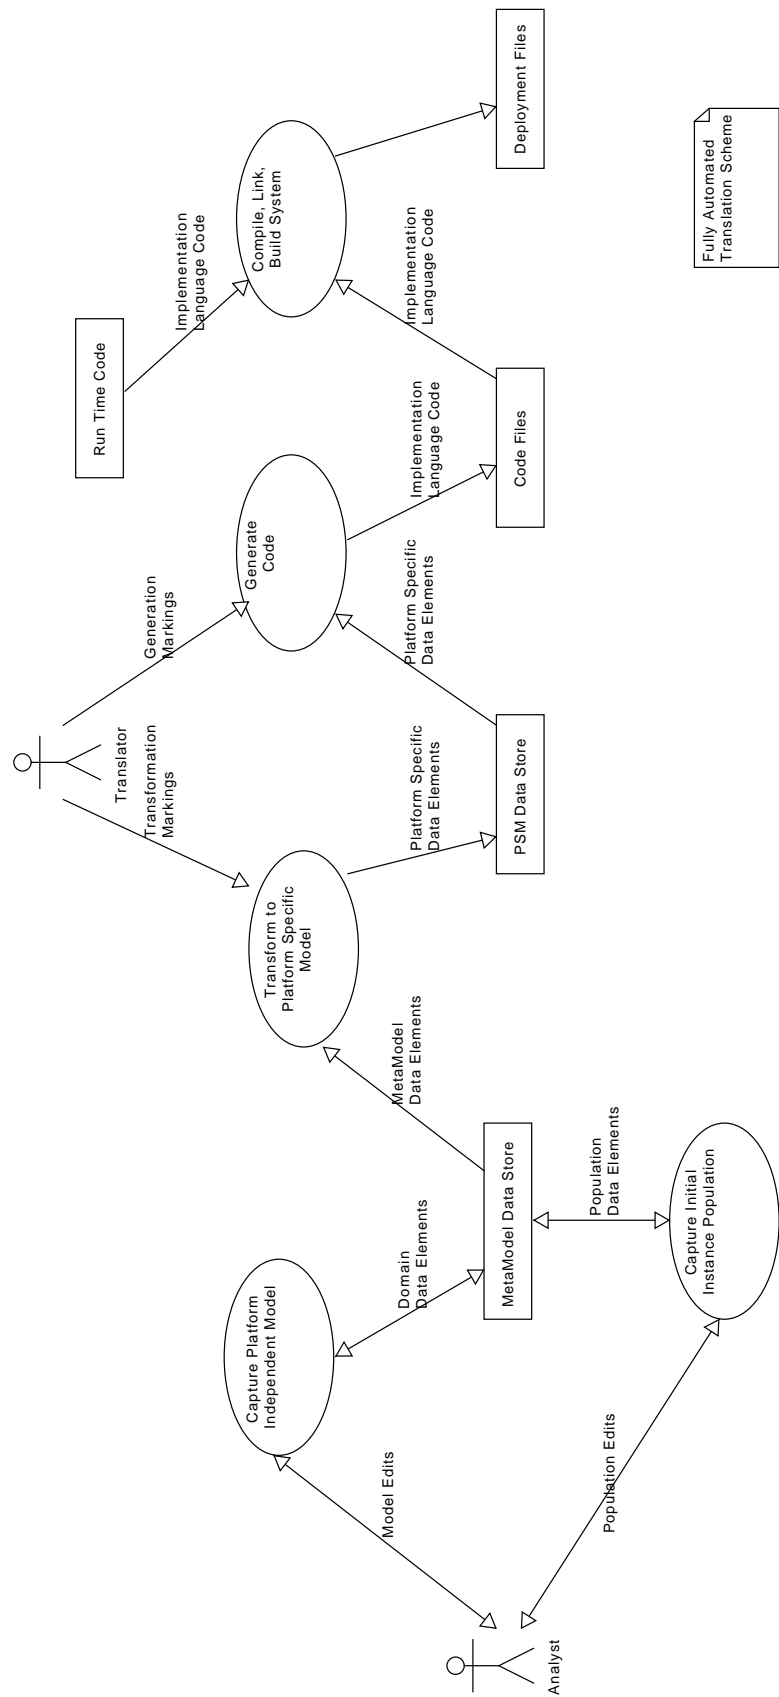 Analyst
Model Edits
Population Edits
Capture Platform
Independent Model
Domain
Data Elements
MetaModel Data Store
Population
Data Elements
Capture Initial
Instance Population
MetaModel
Data Elements
Transform to
Platform Specific
Model
Translator
Transformation
Markings
Generation
Markings
Platform Specific
Data Elements
PSM Data Store
Platform Specific
Data Elements
Generate
Code
Implementation
Language Code
Code Files
Run Time Code
Implementation
Language Code
Implementation
Language Code
Compile, Link,
Build System
Deployment Files
Fully Automated
Translation Scheme